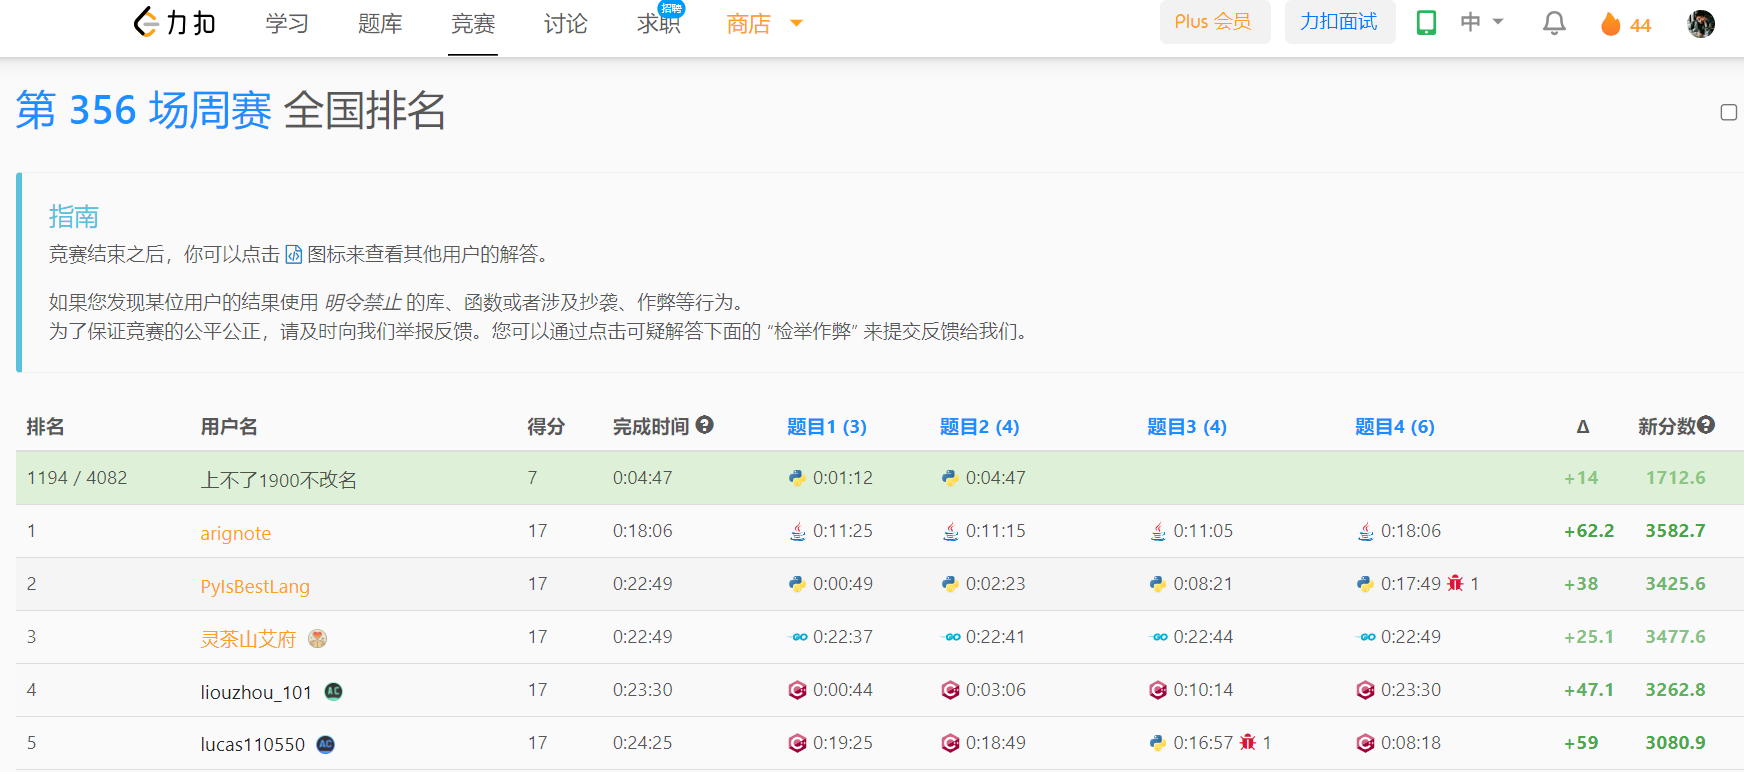 力扣 学习 题库 竞赛 讨论 求职 招聘 商店 Plus 会员 力扣面试 中 44
第 356 场周赛 全国排名
指南
竞赛结束之后，你可以点击 图标来查看其他用户的解答。
如果您发现某位用户的结果使用 明令禁止 的库、函数或者涉及抄袭、作弊等行为。
为了保证竞赛的公平公正，请及时向我们举报反馈。您可以通过点击可疑解答下面的 “检举作弊” 来提交反馈给我们。
排名 用户名 得分 完成时间 ? 题目1 (3) 题目2 (4) 题目3 (4) 题目4 (6) Δ 新分数 ?
1194 / 4082 上不了1900不改名 7 0:04:47 0:01:12 0:04:47 +14 1712.6
1 arignote 17 0:18:06 0:11:25 0:11:15 0:11:05 0:18:06 +62.2 3582.7
2 PyIsBestLang 17 0:22:49 0:00:49 0:02:23 0:08:21 0:17:49 1 +38 3425.6
3 灵茶山艾府 17 0:22:49 GO 0:22:37 GO 0:22:41 GO 0:22:44 GO 0:22:49 +25.1 3477.6
4 liouzhou_101 AC 17 0:23:30 C 0:00:44 C 0:03:06 C 0:10:14 C 0:23:30 +47.1 3262.8
5 lucas110550 AC 17 0:24:25 C 0:19:25 C 0:18:49 0:16:57 1 C 0:08:18 +59 3080.9